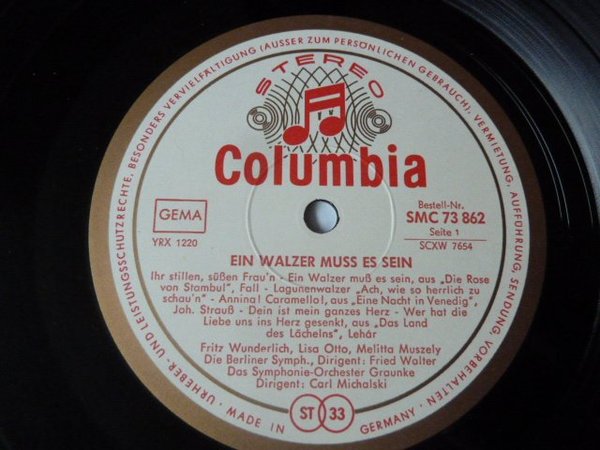 URHEBER- UND LEISTUNGSSCHUTZRECHTE, BESONDERS VERVIELFÄLTIGUNG (AUSSER ZUM PERSÖNLICHEN GEBRAUCH), VERMIETUNG, AUFFÜHRUNG, SENDUNG, VORBEHALTEN ·
STEREO
Columbia
GEMA
YRX 1220
Bestell-Nr.
SMC 73 862
Seite 1
SCXW 7654
EIN WALZER MUSS ES SEIN
Ihr stillen, süßen Frau'n - Ein Walzer muß es sein, aus „Die Rose
von Stambul", Fall - Lagunenwalzer „Ach, wie so herrlich zu
schau'n" - Annina! Caramello!, aus "Eine Nacht in Venedig",
Joh. Strauß - Dein ist mein ganzes Herz - Wer hat die
Liebe uns ins Herz gesenkt, aus „Das Land
des Lächelns", Lehár
Fritz Wunderlich, Lisa Otto, Melitta Muszely
Die Berliner Symph., Dirigent: Fried Walter
Das Symphonie-Orchester Graunke
Dirigent: Carl Michalski
MADE IN
ST 33
GERMANY